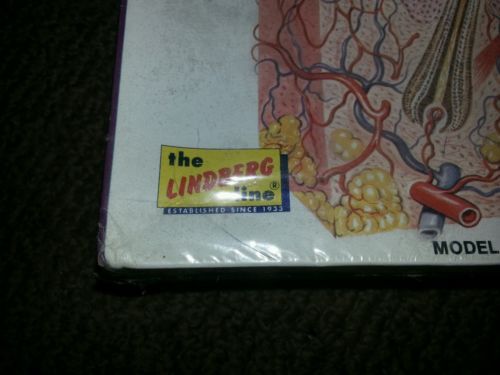 the
LINDBERG
line®
ESTABLISHED SINCE 1933
MODEL